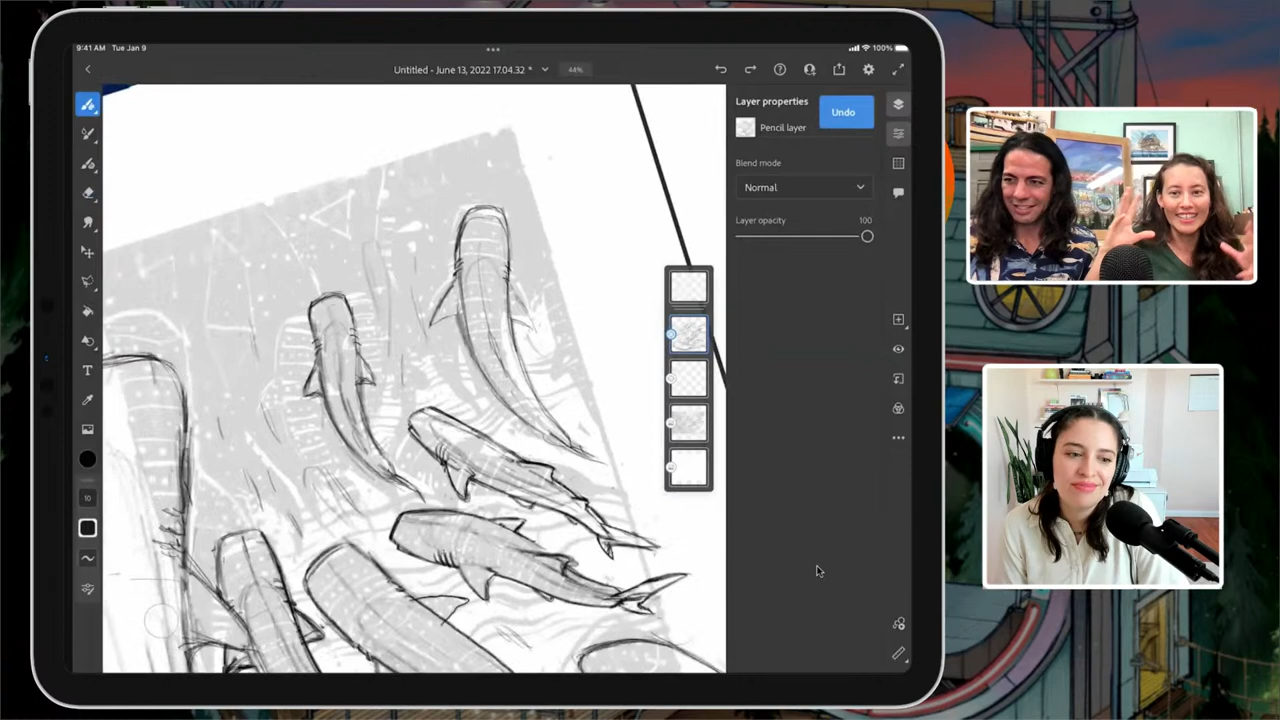 9:41 AM Tue Jan 9
100%
Untitled - June 13, 2022 17.04.32 *
44%
Layer properties
Undo
Pencil layer
Blend mode
Normal
Layer opacity
100
T
10